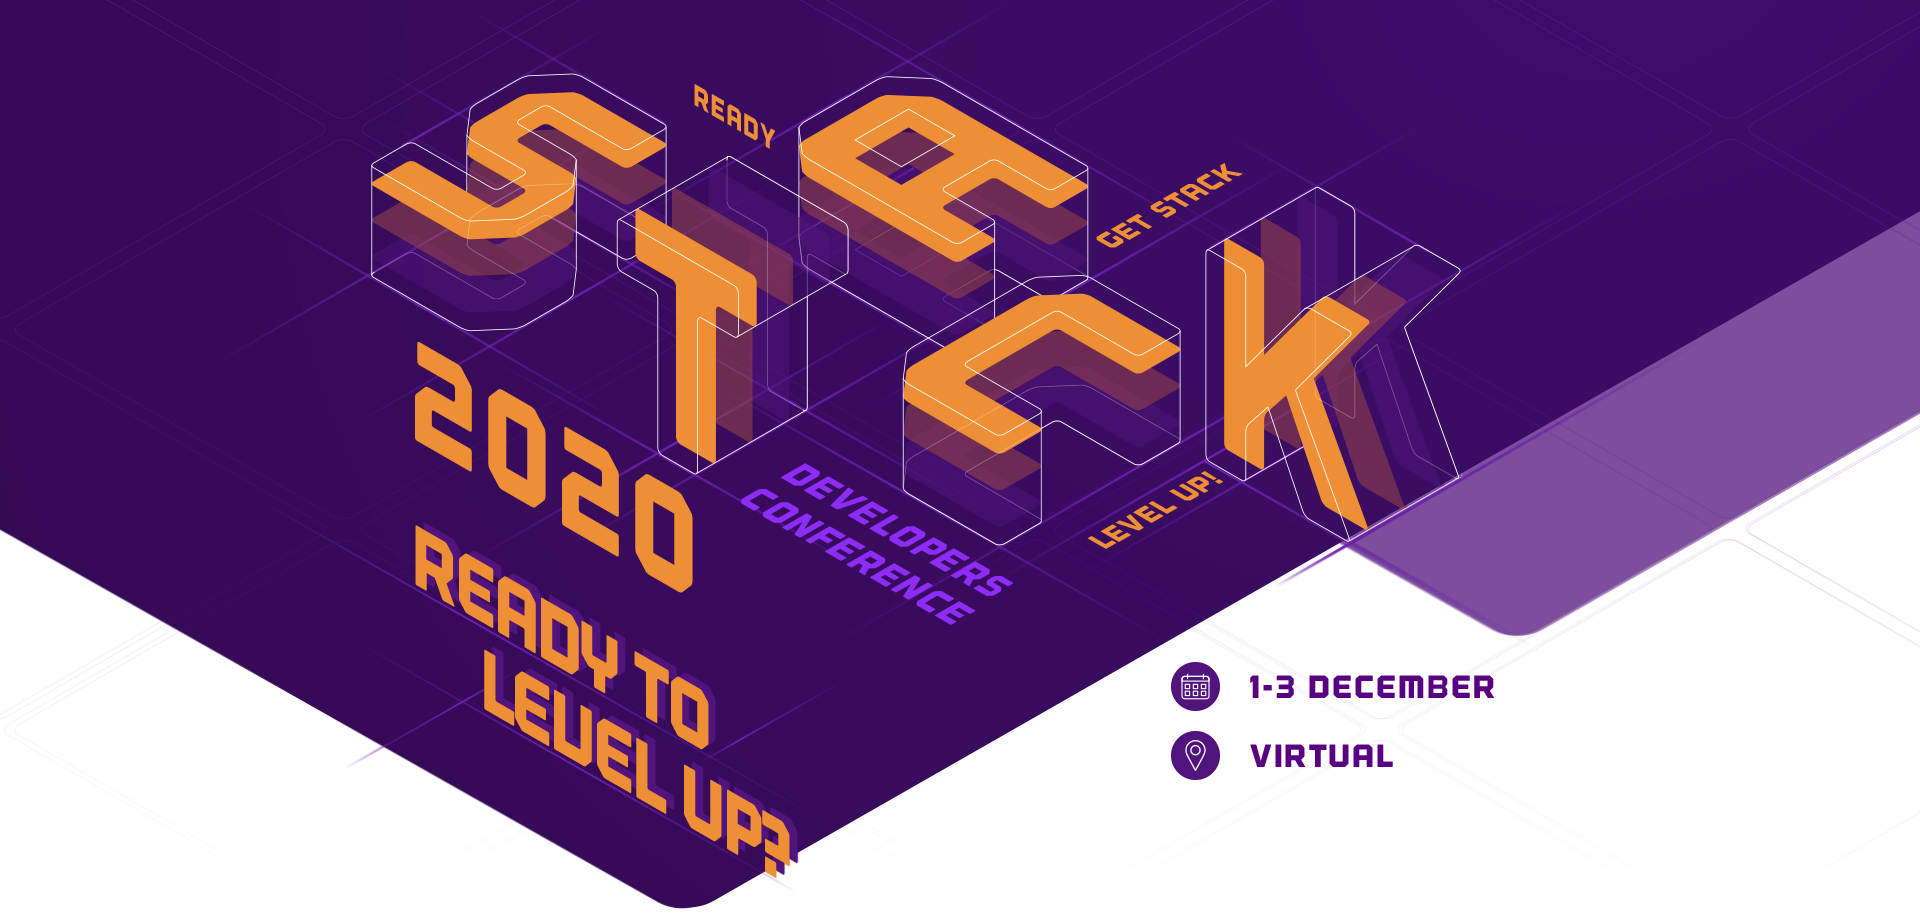 READY
STACK
GET STACK
2020
DEVELOPERS
CONFERENCE
LEVEL UP!
READY TO
LEVEL UP?
1-3 DECEMBER
VIRTUAL